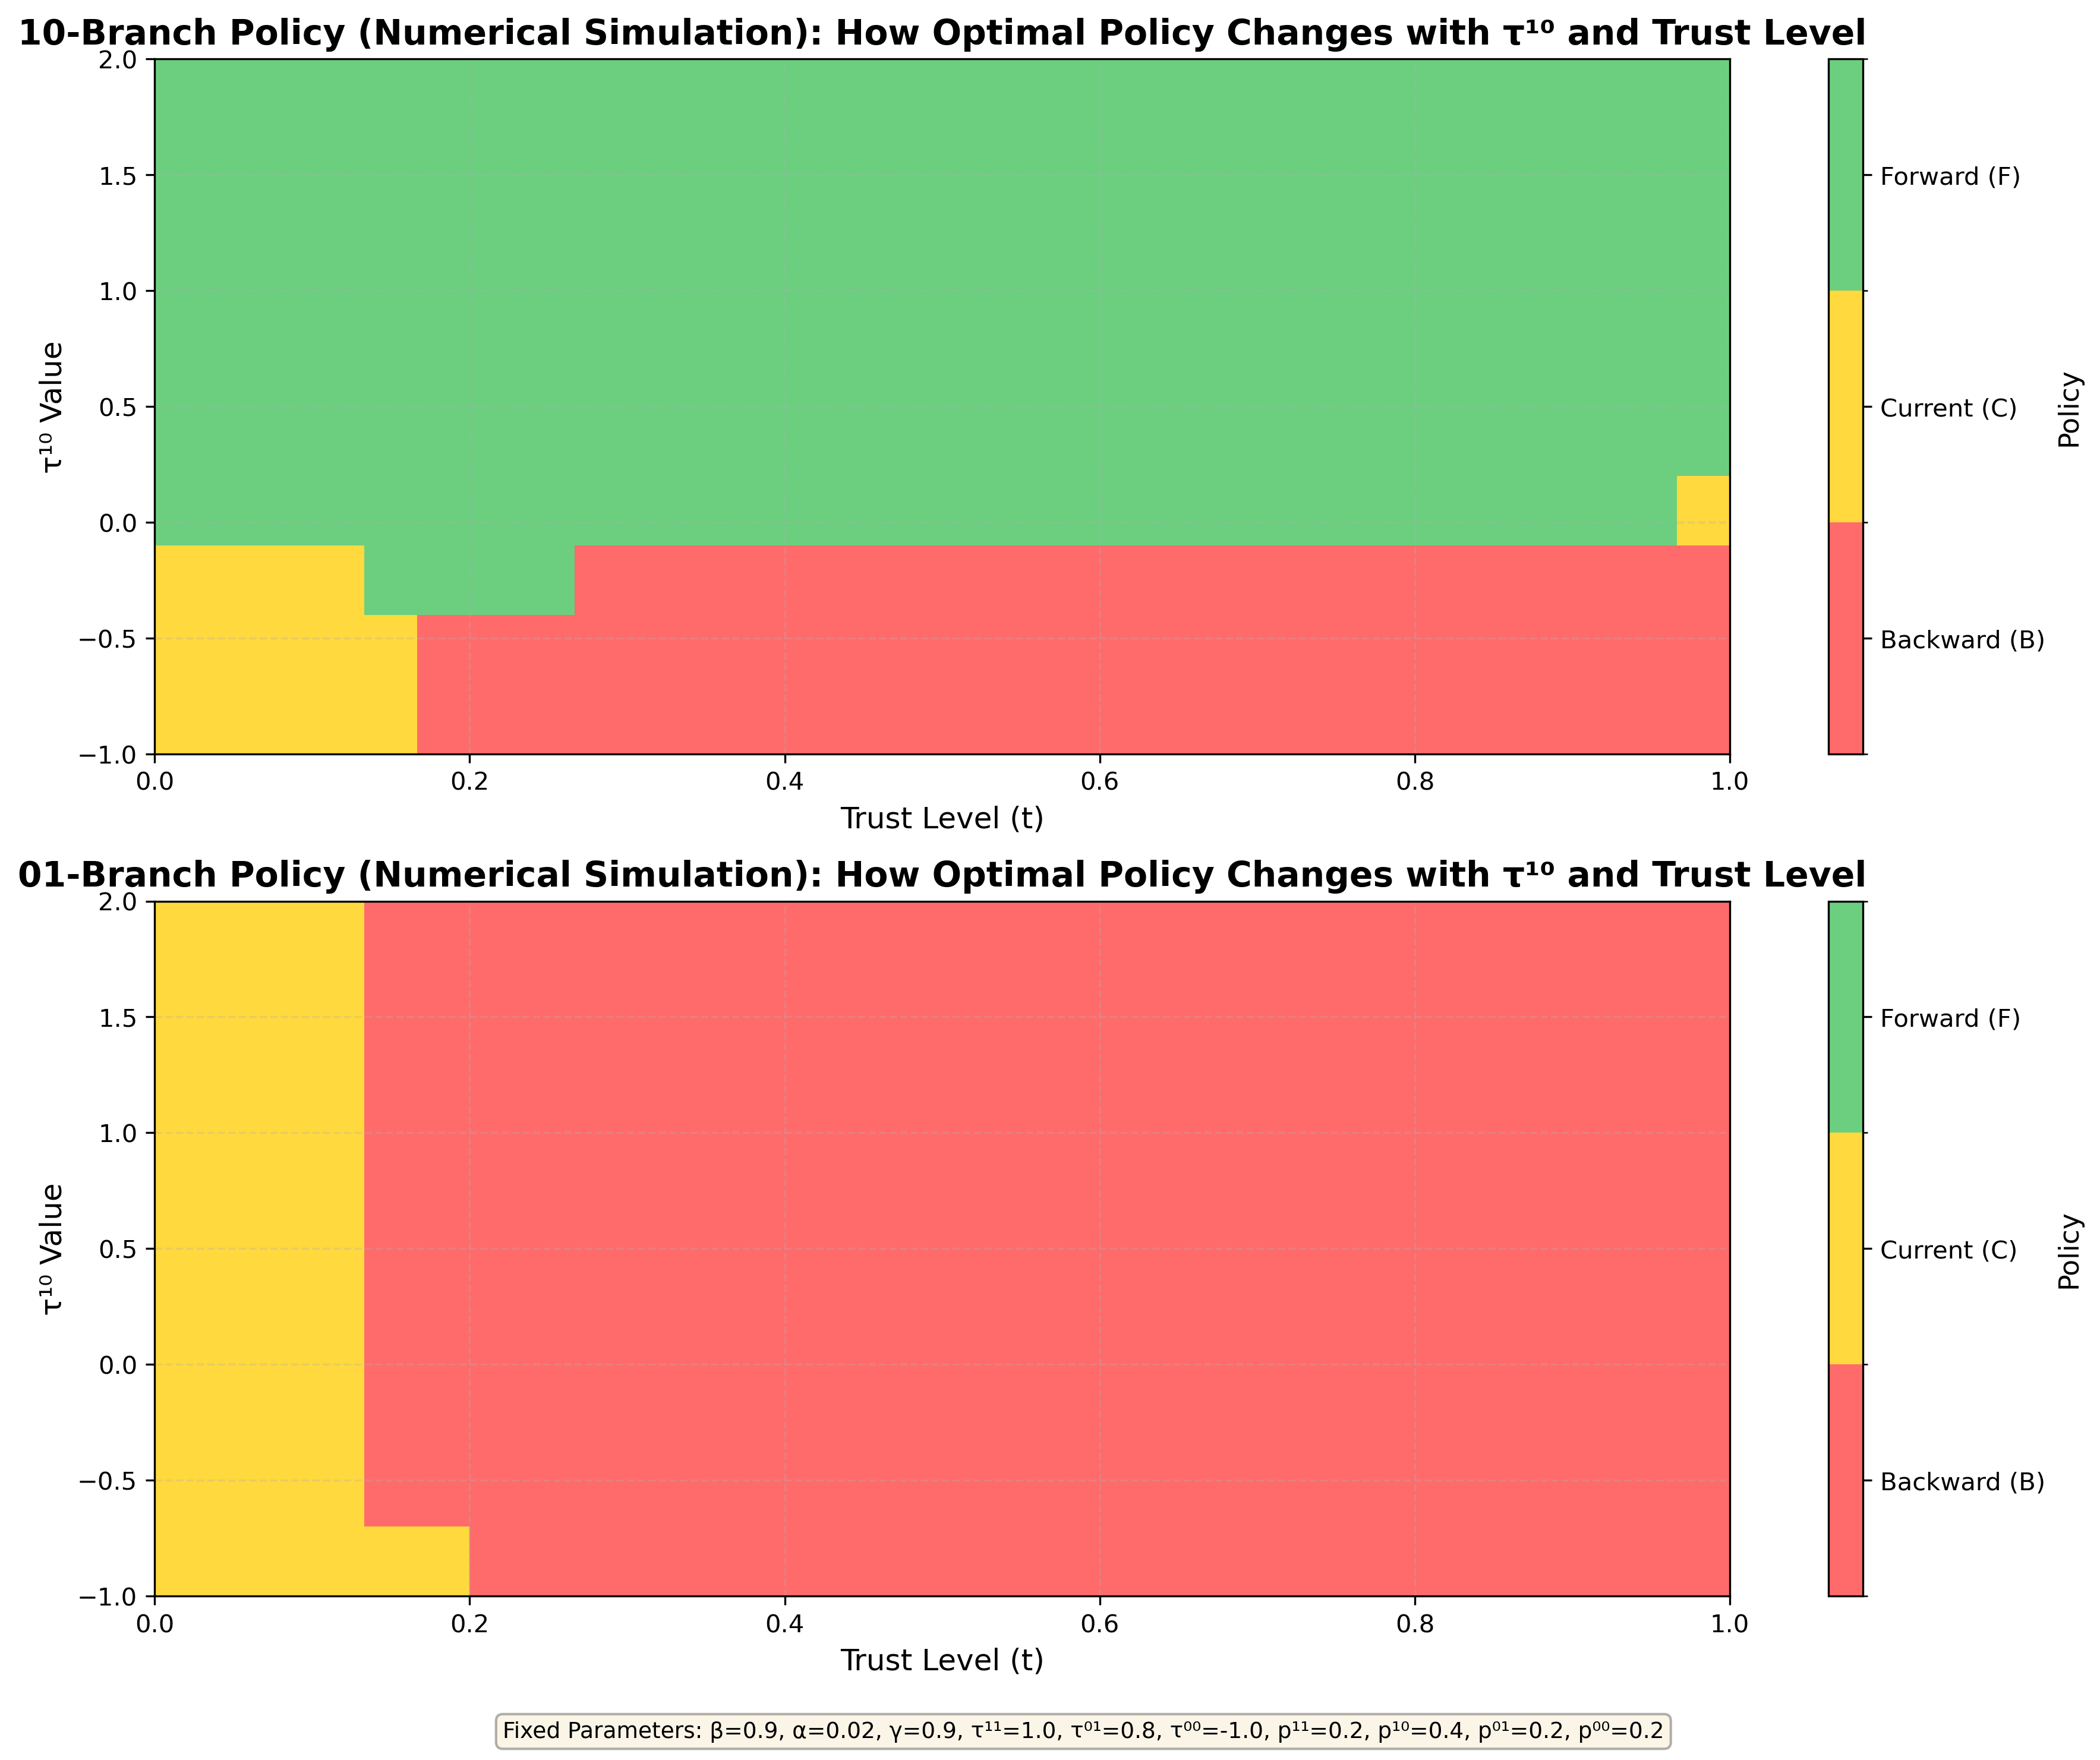 10-Branch Policy (Numerical Simulation): How Optimal Policy Changes with τ¹⁰ and Trust Level
2.0
1.5
1.0
0.5
0.0
−0.5
−1.0
τ¹⁰ Value
0.0 0.2 0.4 0.6 0.8 1.0
Trust Level (t)
Forward (F)
Current (C)
Backward (B)
Policy
01-Branch Policy (Numerical Simulation): How Optimal Policy Changes with τ¹⁰ and Trust Level
2.0
1.5
1.0
0.5
0.0
−0.5
−1.0
τ¹⁰ Value
0.0 0.2 0.4 0.6 0.8 1.0
Trust Level (t)
Forward (F)
Current (C)
Backward (B)
Policy
Fixed Parameters: β=0.9, α=0.02, γ=0.9, τ¹¹=1.0, τ⁰¹=0.8, τ⁰⁰=-1.0, p¹¹=0.2, p¹⁰=0.4, p⁰¹=0.2, p⁰⁰=0.2